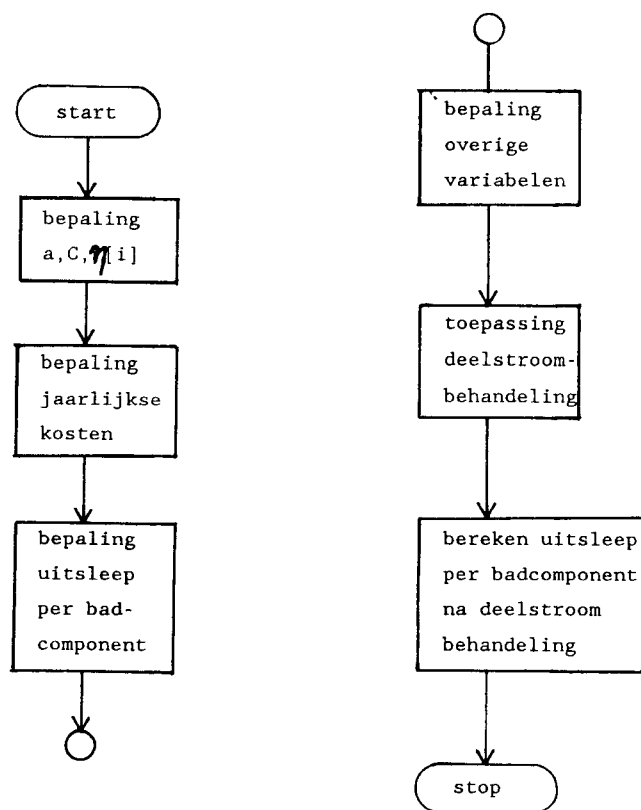 start
bepaling
a,C,η[i]
bepaling
jaarlijkse
kosten
bepaling
uitsleep
per bad-
component
bepaling
overige
variabelen
toepassing
deelstroom-
behandeling
bereken uitsleep
per badcomponent
na deelstroom
behandeling
stop